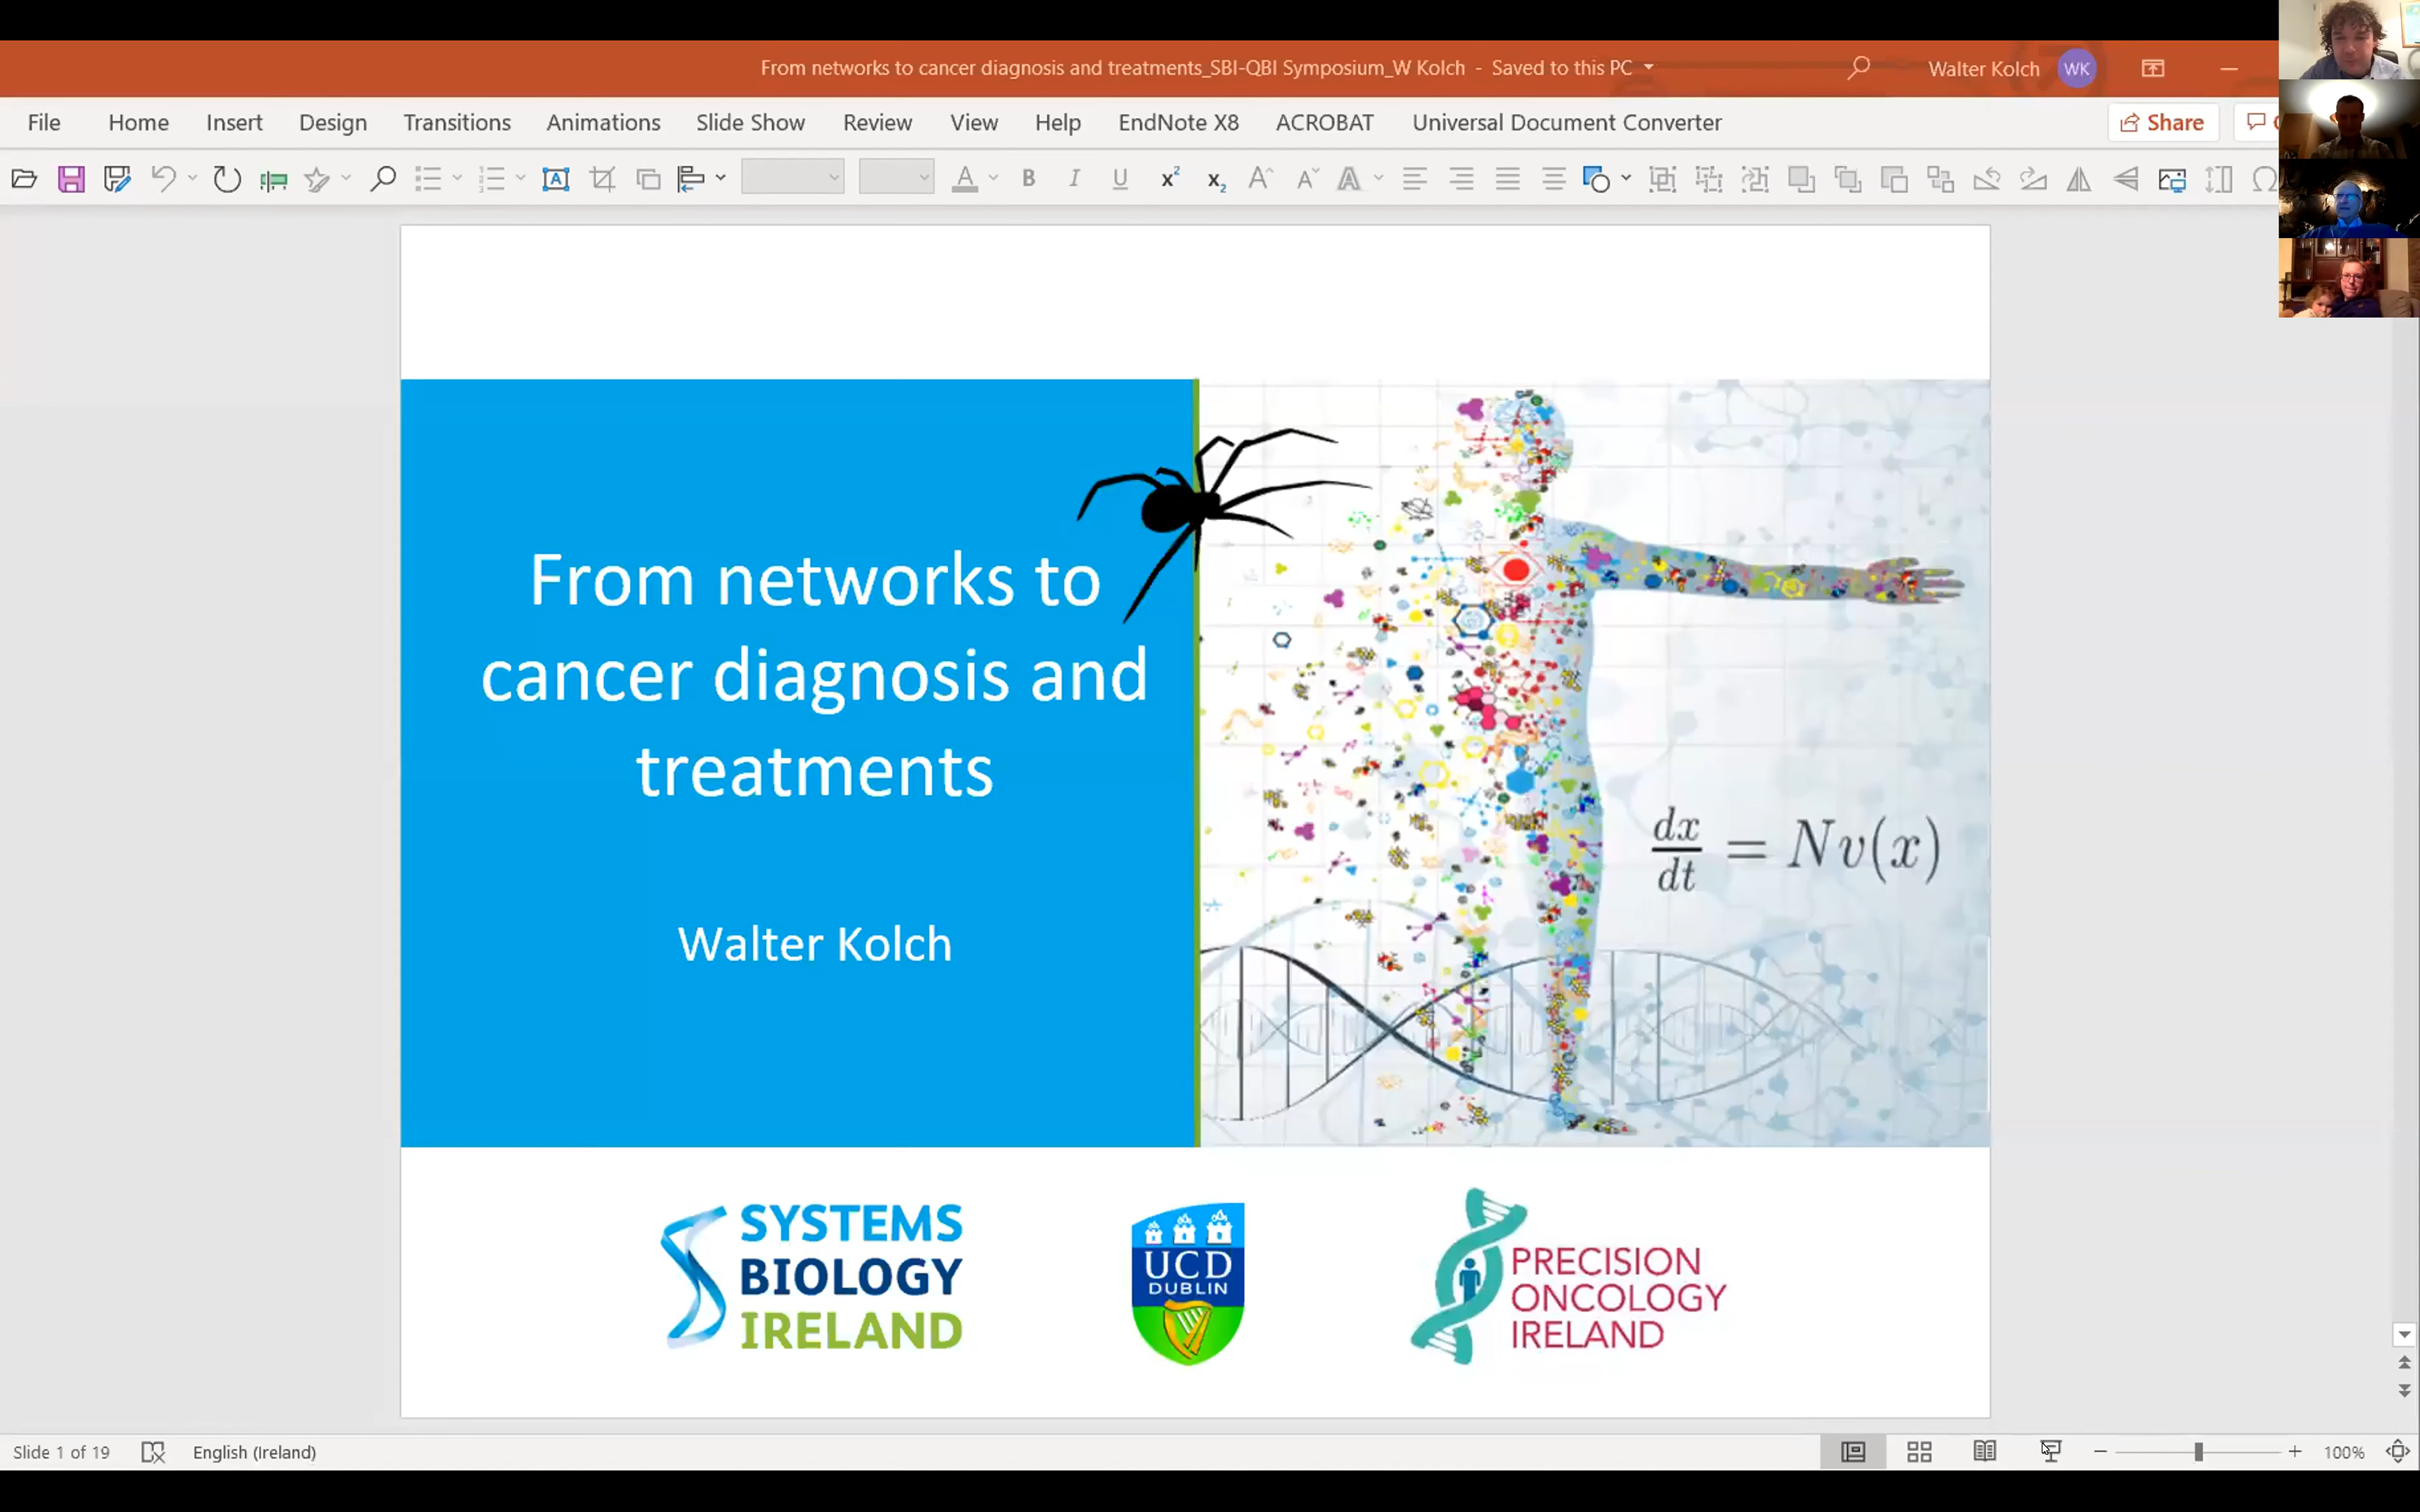 From networks to cancer diagnosis and treatments_SBI-QBI Symposium_W Kolch - Saved to this PC
Walter Kolch WK
File Home Insert Design Transitions Animations Slide Show Review View Help EndNote X8 ACROBAT Universal Document Converter Share
From networks to
cancer diagnosis and
treatments
Walter Kolch
dx/dt = Nv(x)
SYSTEMS
BIOLOGY
IRELAND
UCD
DUBLIN
PRECISION
ONCOLOGY
IRELAND
Slide 1 of 19 English (Ireland) 100%